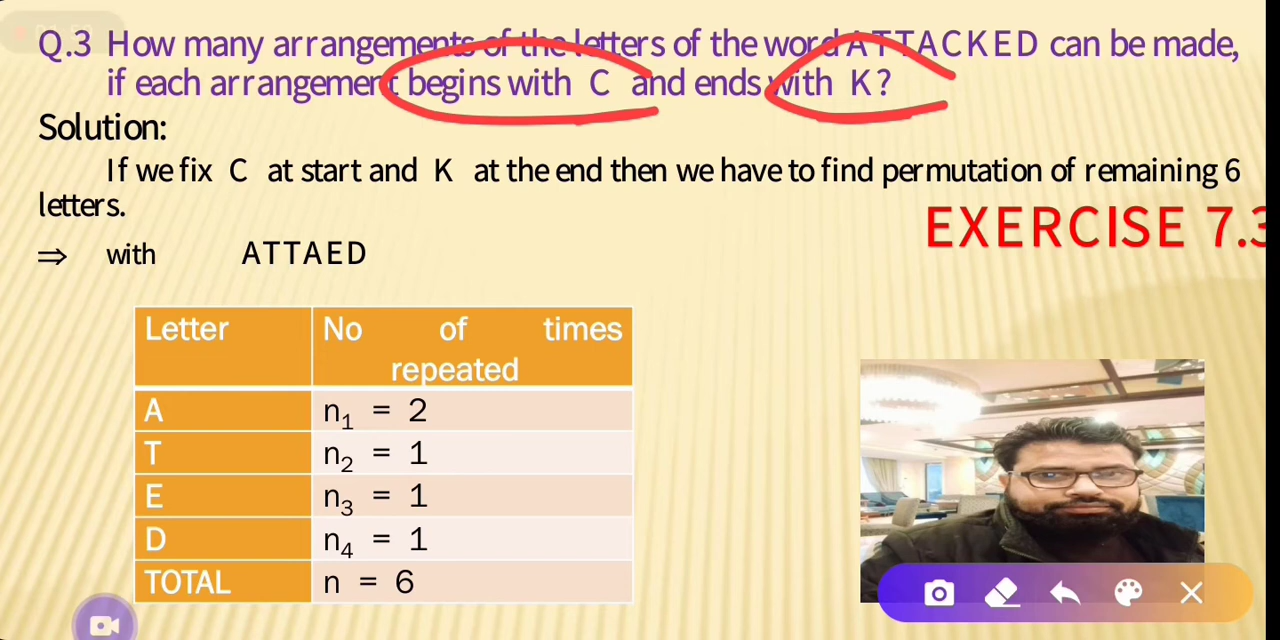 Q.3 How many arrangements of the letters of the word ATTACKED can be made,
if each arrangement begins with C and ends with K?
Solution:
If we fix C at start and K at the end then we have to find permutation of remaining 6
letters.
EXERCISE 7.3
⇒ with ATTAED
Letter No of times
repeated
A n₁ = 2
T n₂ = 1
E n₃ = 1
D n₄ = 1
TOTAL n = 6